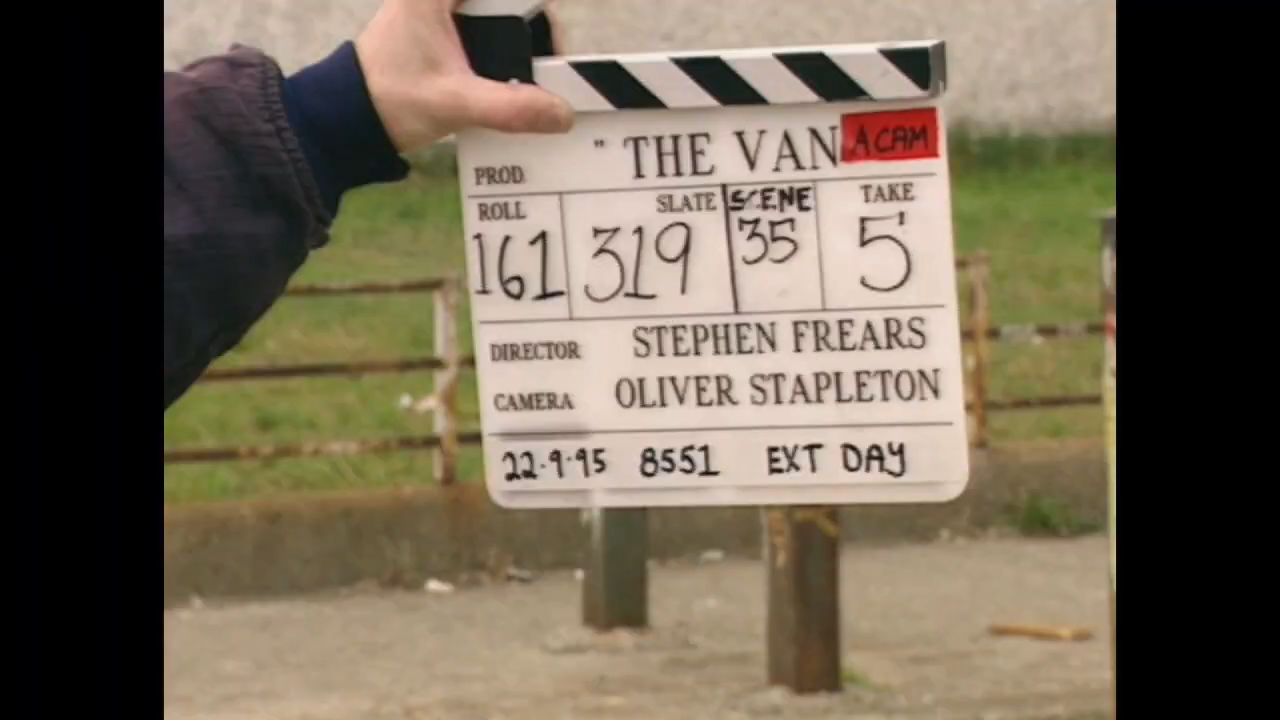 PROD. " THE VAN A CAM
ROLL SLATE SCENE TAKE
161 319 35 5
DIRECTOR STEPHEN FREARS
CAMERA OLIVER STAPLETON
22.9.95 8551 EXT DAY